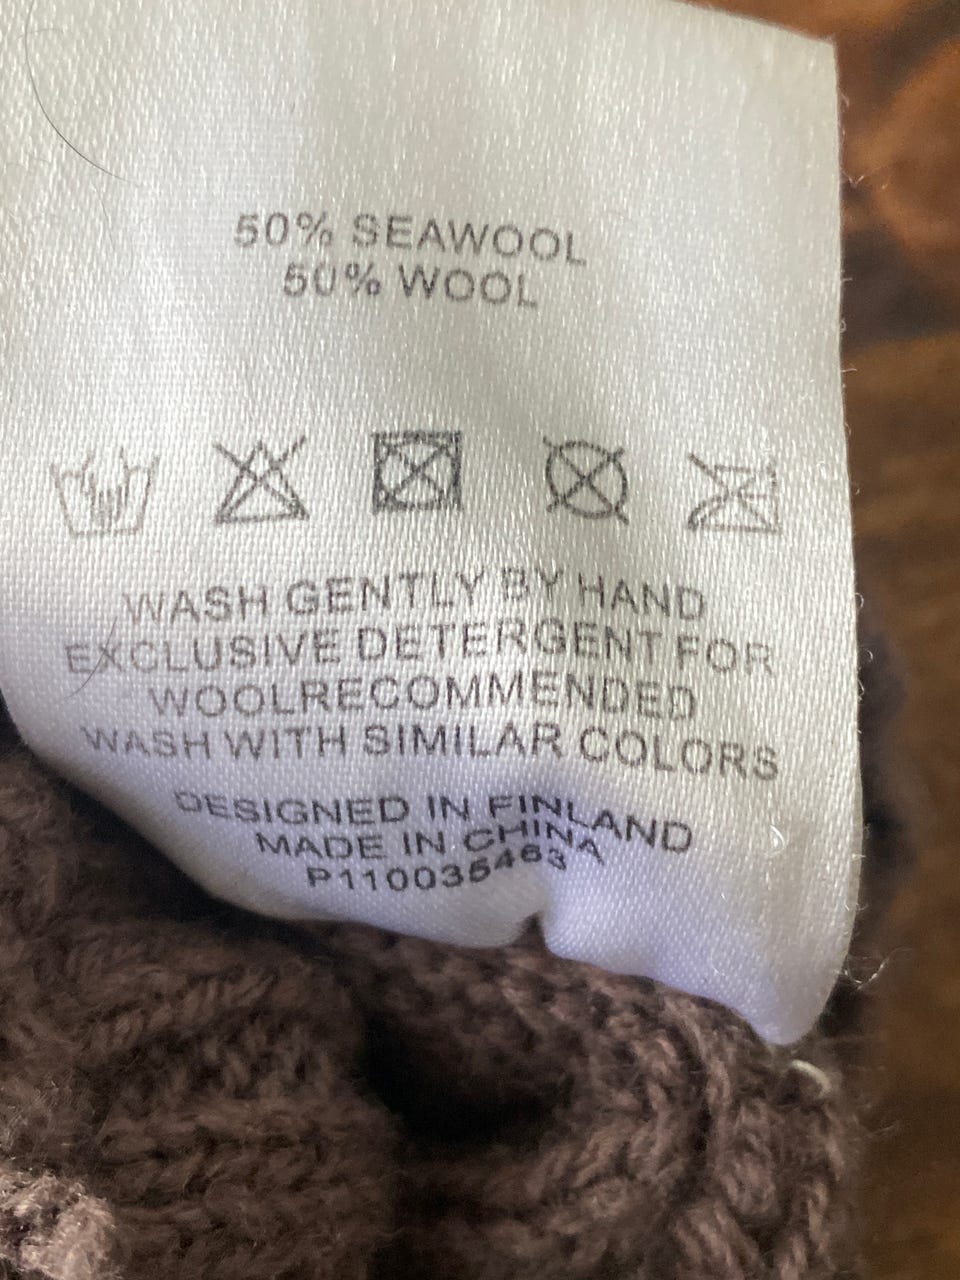 50% SEAWOOL
50% WOOL
WASH GENTLY BY HAND
EXCLUSIVE DETERGENT FOR
WOOLRECOMMENDED
WASH WITH SIMILAR COLORS
DESIGNED IN FINLAND
MADE IN CHINA
P110035463